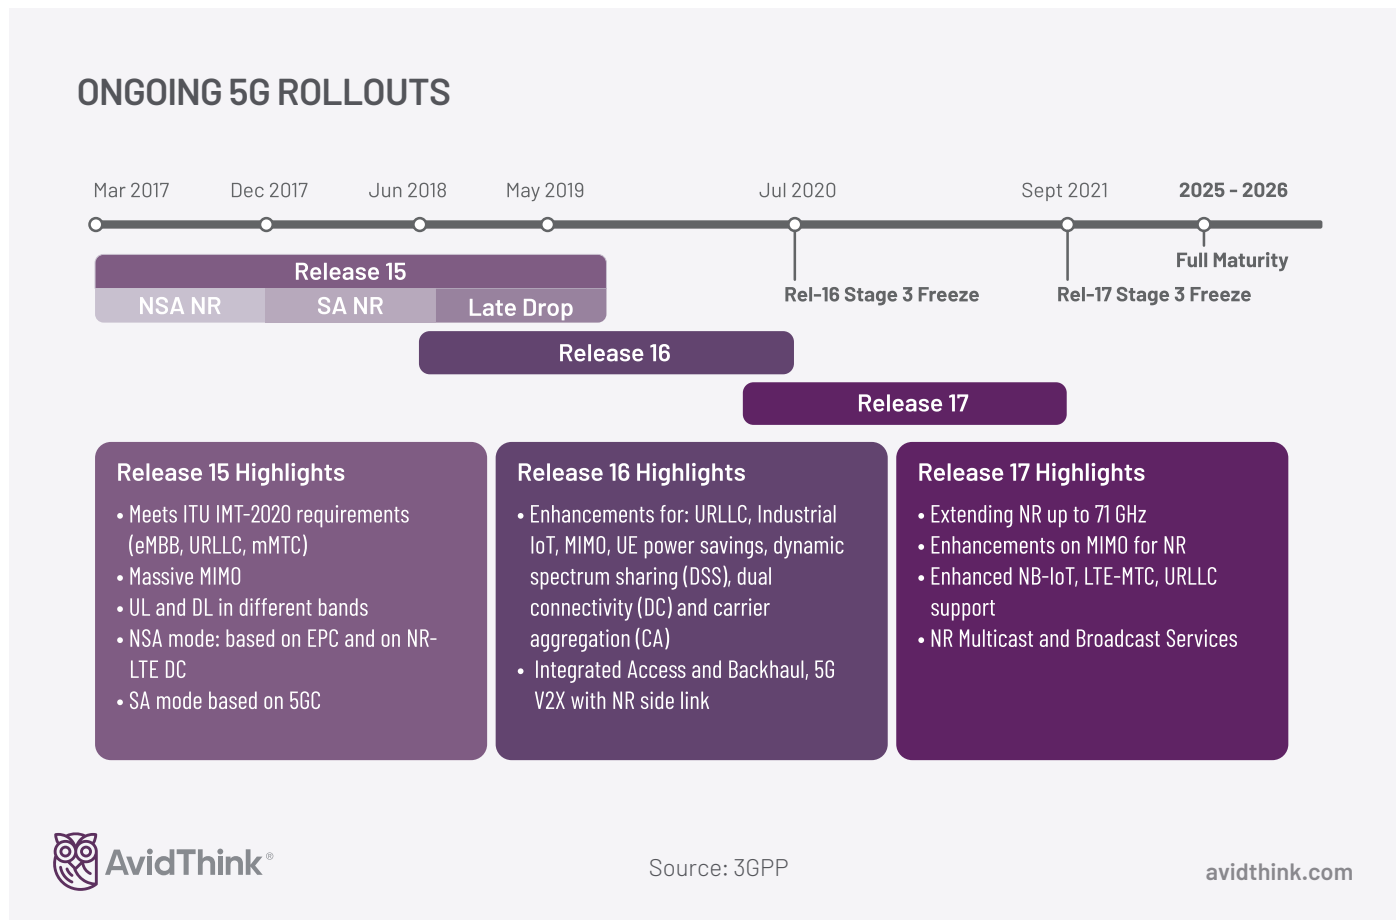 ONGOING 5G ROLLOUTS
Mar 2017 Dec 2017 Jun 2018 May 2019 Jul 2020 Sept 2021 2025 - 2026
Full Maturity
Release 15
Rel-16 Stage 3 Freeze Rel-17 Stage 3 Freeze
NSA NR SA NR Late Drop
Release 16
Release 17
Release 15 Highlights
• Meets ITU IMT-2020 requirements
(eMBB, URLLC, mMTC)
• Massive MIMO
• UL and DL in different bands
• NSA mode: based on EPC and on NR-
LTE DC
• SA mode based on 5GC
Release 16 Highlights
• Enhancements for: URLLC, Industrial
IoT, MIMO, UE power savings, dynamic
spectrum sharing (DSS), dual
connectivity (DC) and carrier
aggregation (CA)
• Integrated Access and Backhaul, 5G
V2X with NR side link
Release 17 Highlights
• Extending NR up to 71 GHz
• Enhancements on MIMO for NR
• Enhanced NB-IoT, LTE-MTC, URLLC
support
• NR Multicast and Broadcast Services
AvidThink®
Source: 3GPP
avidthink.com